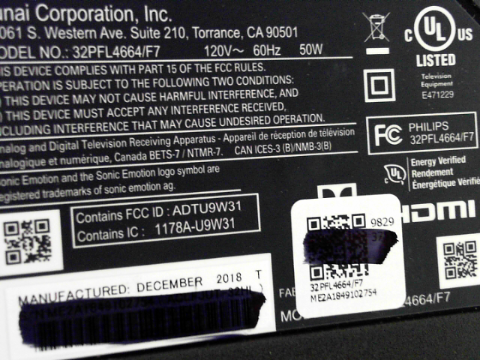 unai Corporation, Inc.
061 S. Western Ave. Suite 210, Torrance, CA 90501
MODEL NO.: 32PFL4664/F7 120V~ 60Hz 50W
THIS DEVICE COMPLIES WITH PART 15 OF THE FCC RULES.
OPERATION IS SUBJECT TO THE FOLLOWING TWO CONDITIONS:
) THIS DEVICE MAY NOT CAUSE HARMFUL INTERFERENCE, AND
) THIS DEVICE MUST ACCEPT ANY INTERFERENCE RECEIVED,
INCLUDING INTERFERENCE THAT MAY CAUSE UNDESIRED OPERATION.
Analog and Digital Television Receiving Apparatus - Appareil de réception de télévision
analogique et numérique, Canada BETS-7 / NTMR-7. CAN ICES-3 (B)/NMB-3(B)
Sonic Emotion and the Sonic Emotion logo symbol are
registered trademarks of sonic emotion ag.
Contains FCC ID : ADTU9W31
Contains IC : 1178A-U9W31
C UL US
LISTED
Television
Equipment
E471229
FC PHILIPS
32PFL4664/F7
Energy Verified
Rendement
Énergétique Vérifié
HDMI
MANUFACTURED: DECEMBER 2018 T
9829
32PFL4664/F7
ME2A1849102754
FAB
MO
4664/F7